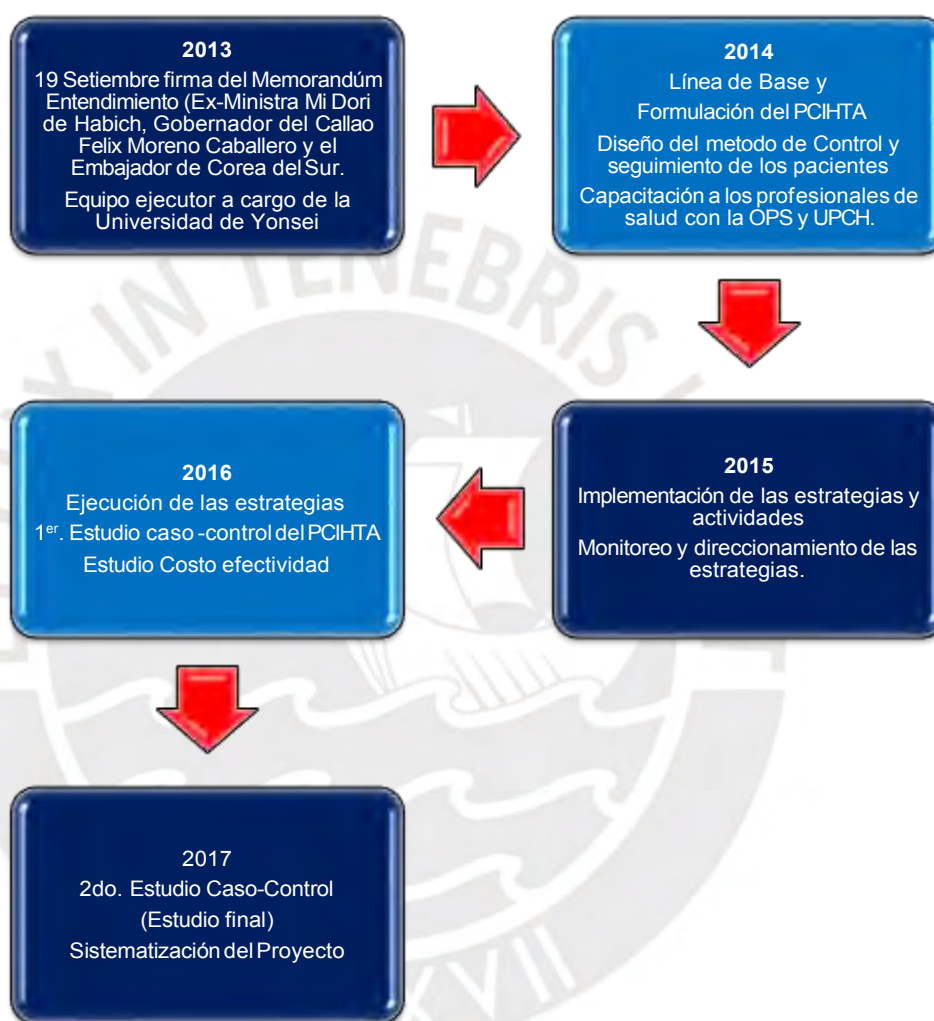 2013
19 Setiembre firma del Memorandúm
Entendimiento (Ex-Ministra Mi Dori
de Habich, Gobernador del Callao
Felix Moreno Caballero y el
Embajador de Corea del Sur.
Equipo ejecutor a cargo de la
Universidad de Yonsei
2014
Línea de Base y
Formulación del PCIHTA
Diseño del metodo de Control y
seguimiento de los pacientes
Capacitación a los profesionales de
salud con la OPS y UPCH.
2015
Implementación de las estrategias y
actividades
Monitoreo y direccionamiento de las
estrategias.
2016
Ejecución de las estrategias
1er. Estudio caso -control del PCIHTA
Estudio Costo efectividad
2017
2do. Estudio Caso-Control
(Estudio final)
Sistematización del Proyecto
IN TENEBRIS